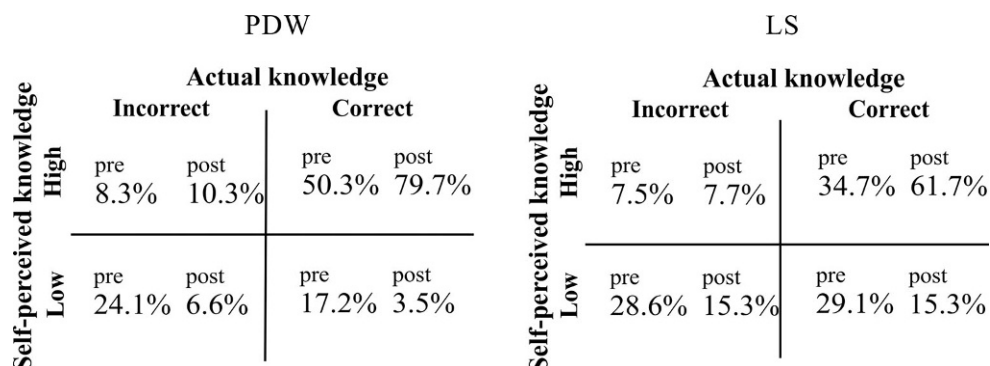 PDW
Actual knowledge
Incorrect Correct
Self-perceived knowledge
High
pre post pre post
8.3% 10.3% 50.3% 79.7%
Low
pre post pre post
24.1% 6.6% 17.2% 3.5%
LS
Actual knowledge
Incorrect Correct
Self-perceived knowledge
High
pre post pre post
7.5% 7.7% 34.7% 61.7%
Low
pre post pre post
28.6% 15.3% 29.1% 15.3%